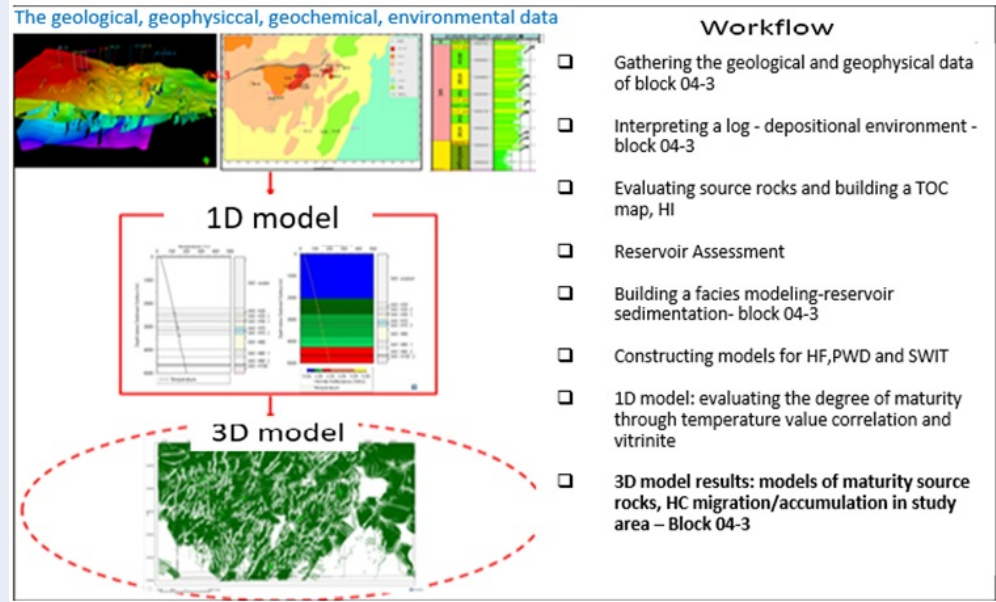 The geological, geophysiccal, geochemical, environmental data
1D model
3D model
Workflow
Gathering the geological and geophysical data
of block 04-3
Interpreting a log - depositional environment -
block 04-3
Evaluating source rocks and building a TOC
map, HI
Reservoir Assessment
Building a facies modeling-reservoir
sedimentation- block 04-3
Constructing models for HF,PWD and SWIT
1D model: evaluating the degree of maturity
through temperature value correlation and
vitrinite
3D model results: models of maturity source
rocks, HC migration/accumulation in study
area – Block 04-3